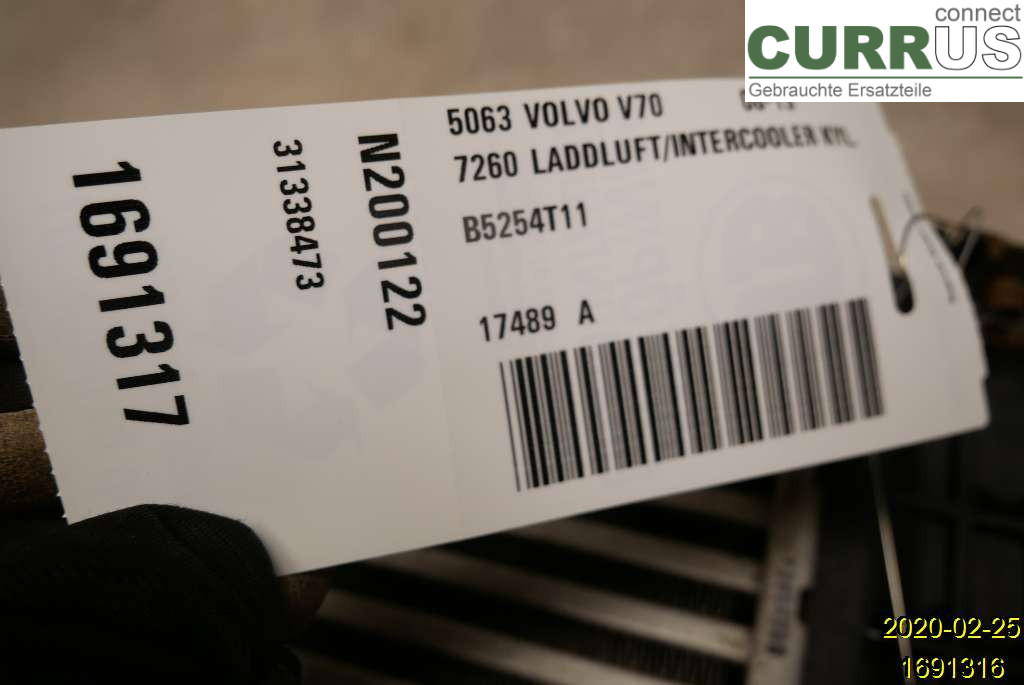 connect
CURRUS
Gebrauchte Ersatzteile
5063 VOLVO V70
7260 LADDLUFT/INTERCOOLER KYL.
B5254T11
17489 A
N200122
31338473
1691317
2020-02-25
1691316